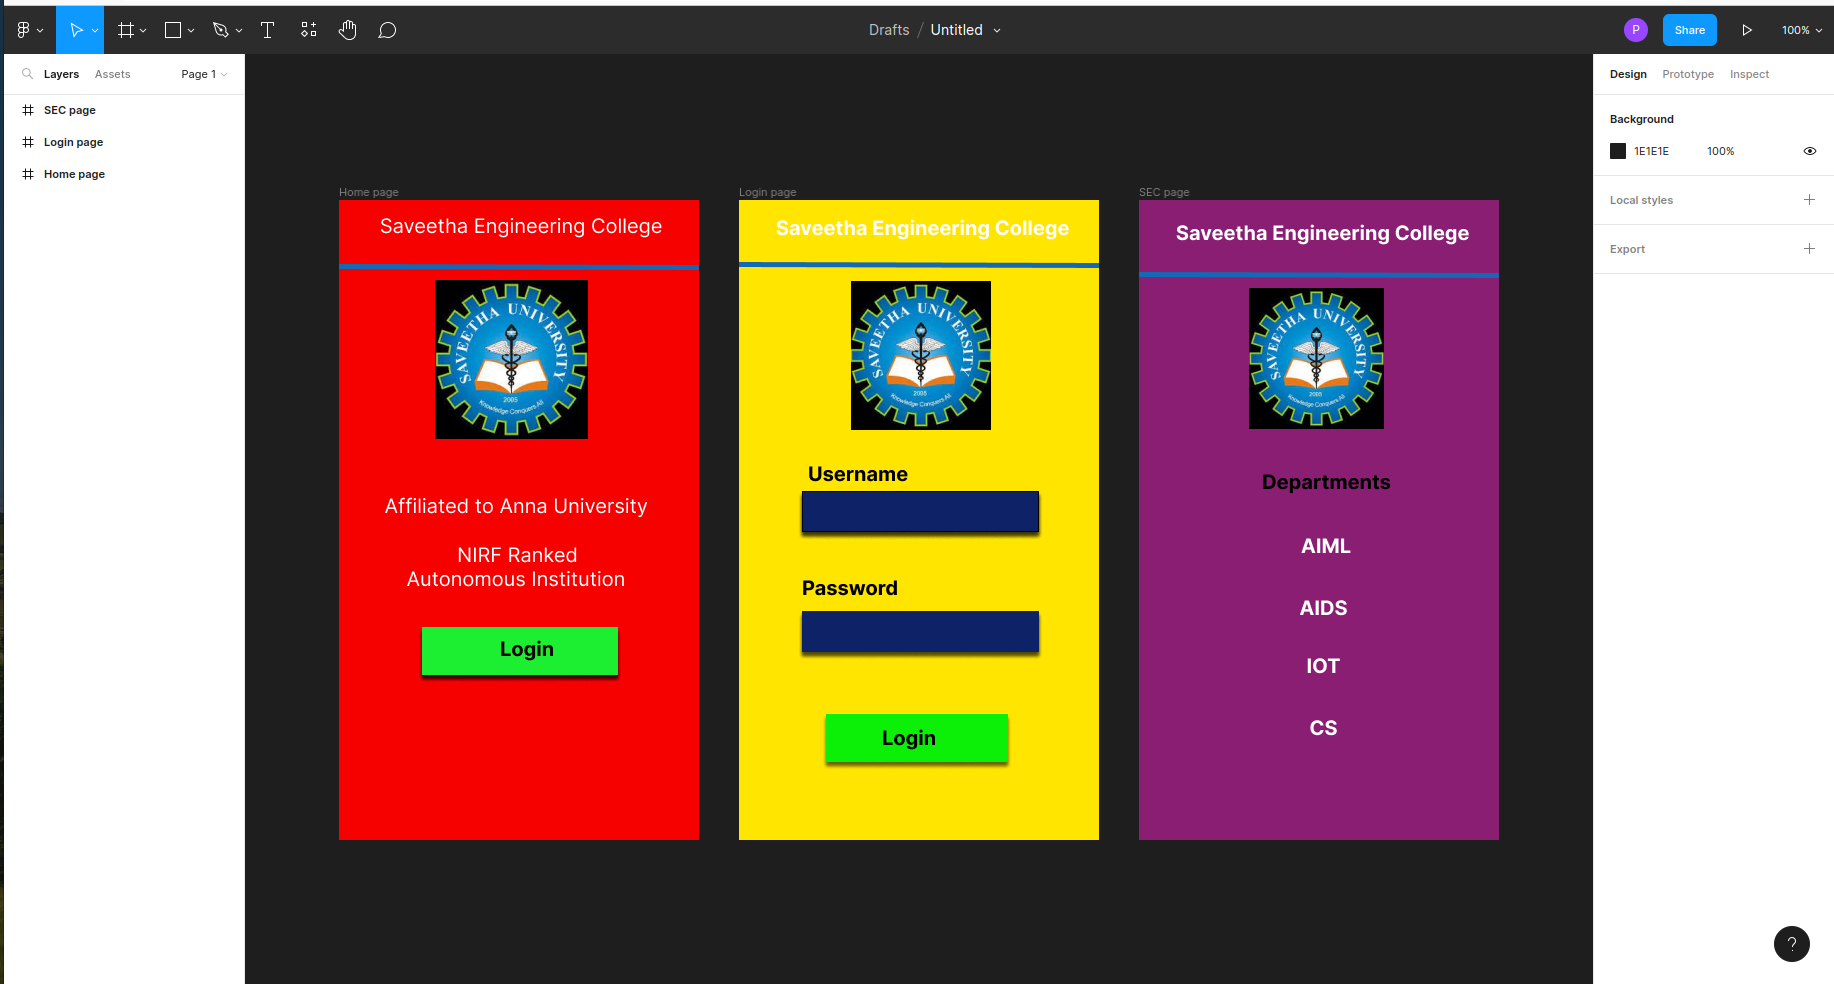 Drafts / Untitled
P
Share
100%
Layers
Assets
Page 1
SEC page
Login page
Home page
Home page
Saveetha Engineering College
SAVEETHA UNIVERSITY
2005
Knowledge Conquers All
Affiliated to Anna University
NIRF Ranked
Autonomous Institution
Login
Login page
Saveetha Engineering College
SAVEETHA UNIVERSITY
2005
Knowledge Conquers All
Username
Password
Login
SEC page
Saveetha Engineering College
SAVEETHA UNIVERSITY
2005
Knowledge Conquers All
Departments
AIML
AIDS
IOT
CS
Design
Prototype
Inspect
Background
1E1E1E
100%
Local styles
Export
?